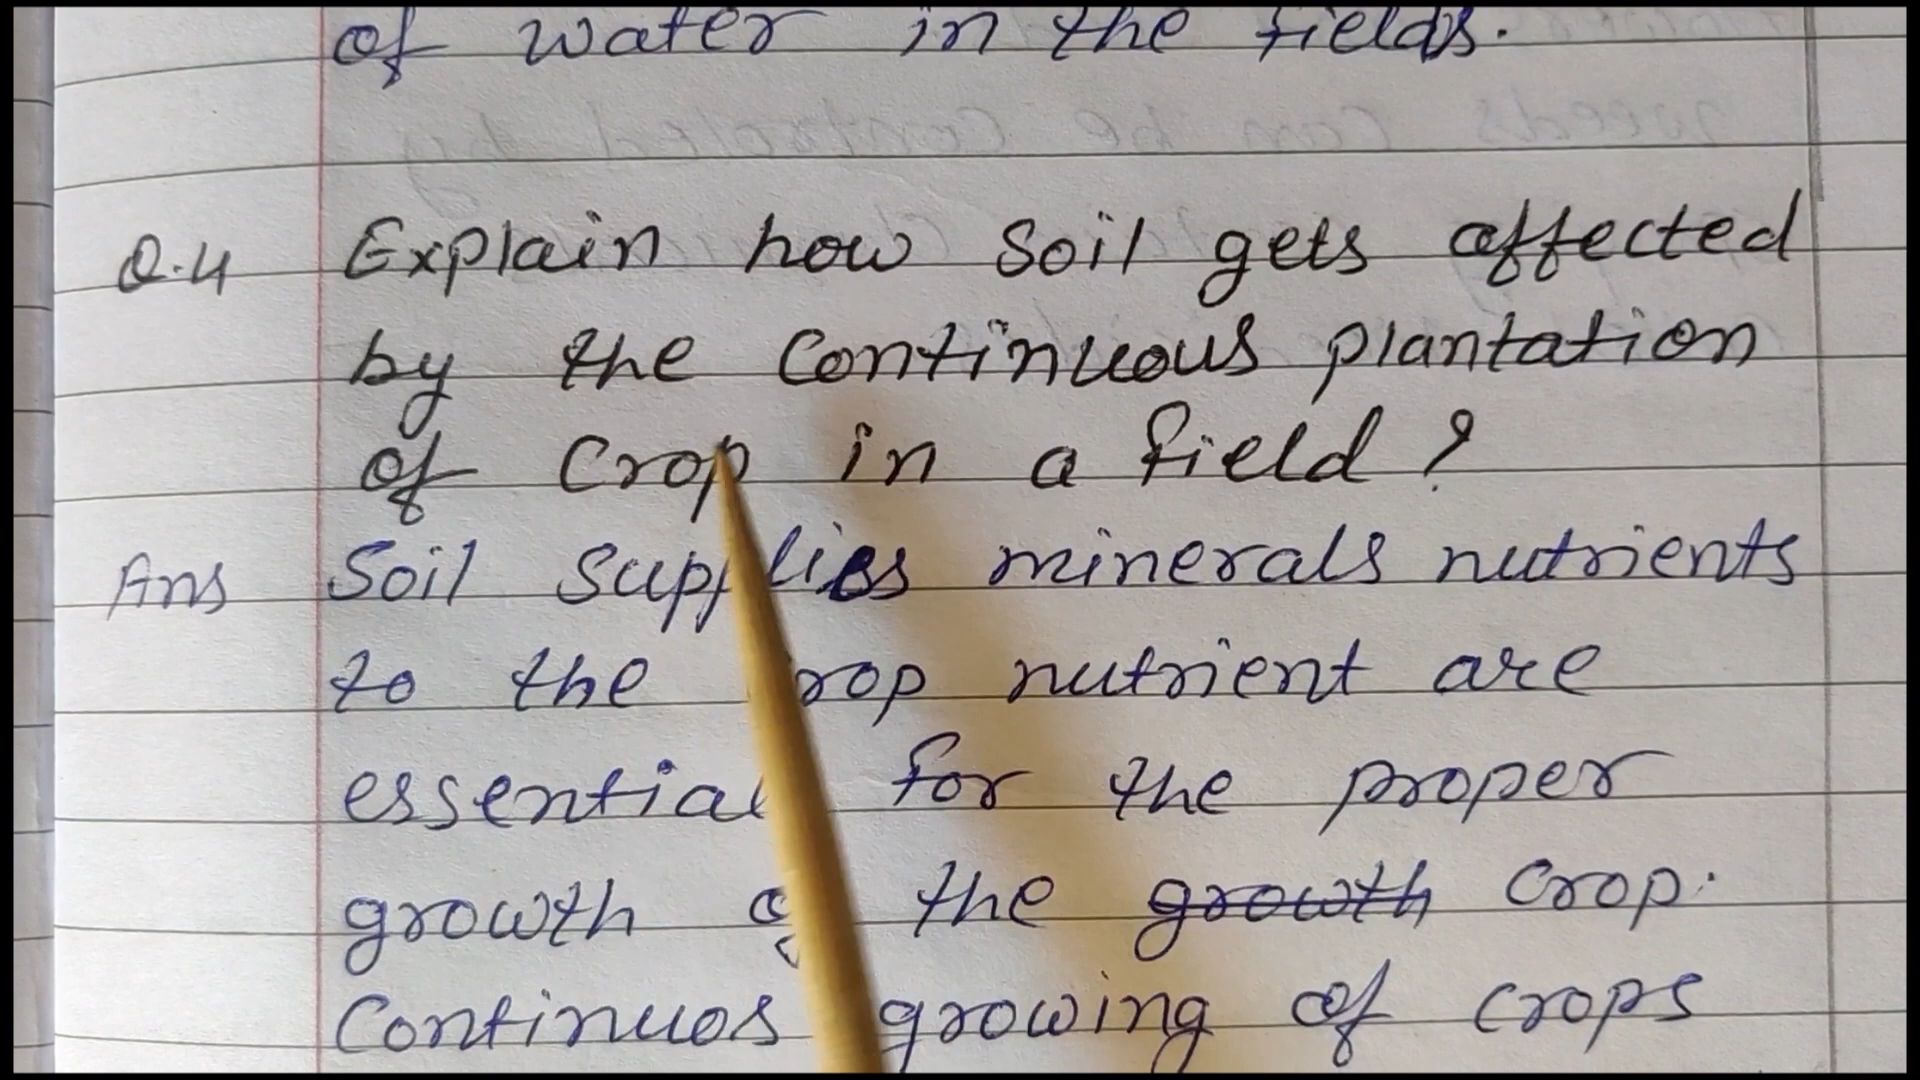 of water in the fields.
Q.4 Explain how Soil gets affected
by the Continuous plantation
of Crop in a field?
Ans Soil Supplies minerals nutrients
to the crop nutrient are
essential for the proper
growth of the growth Crop.
Continuos growing of crops